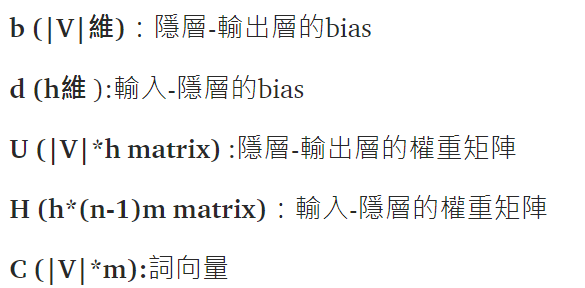 b (|V|維)：隱層-輸出層的bias
d (h維 ):輸入-隱層的bias
U (|V|*h matrix) :隱層-輸出層的權重矩陣
H (h*(n-1)m matrix)：輸入-隱層的權重矩陣
C (|V|*m):詞向量